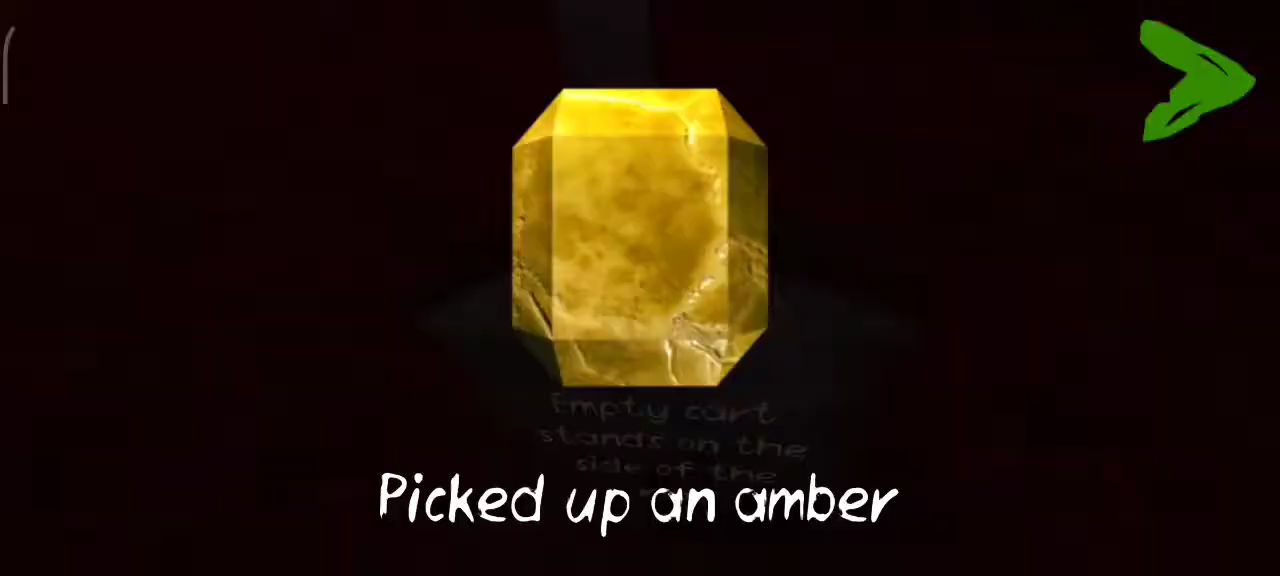 Empty cart
stands on the
side of the
Picked up an amber